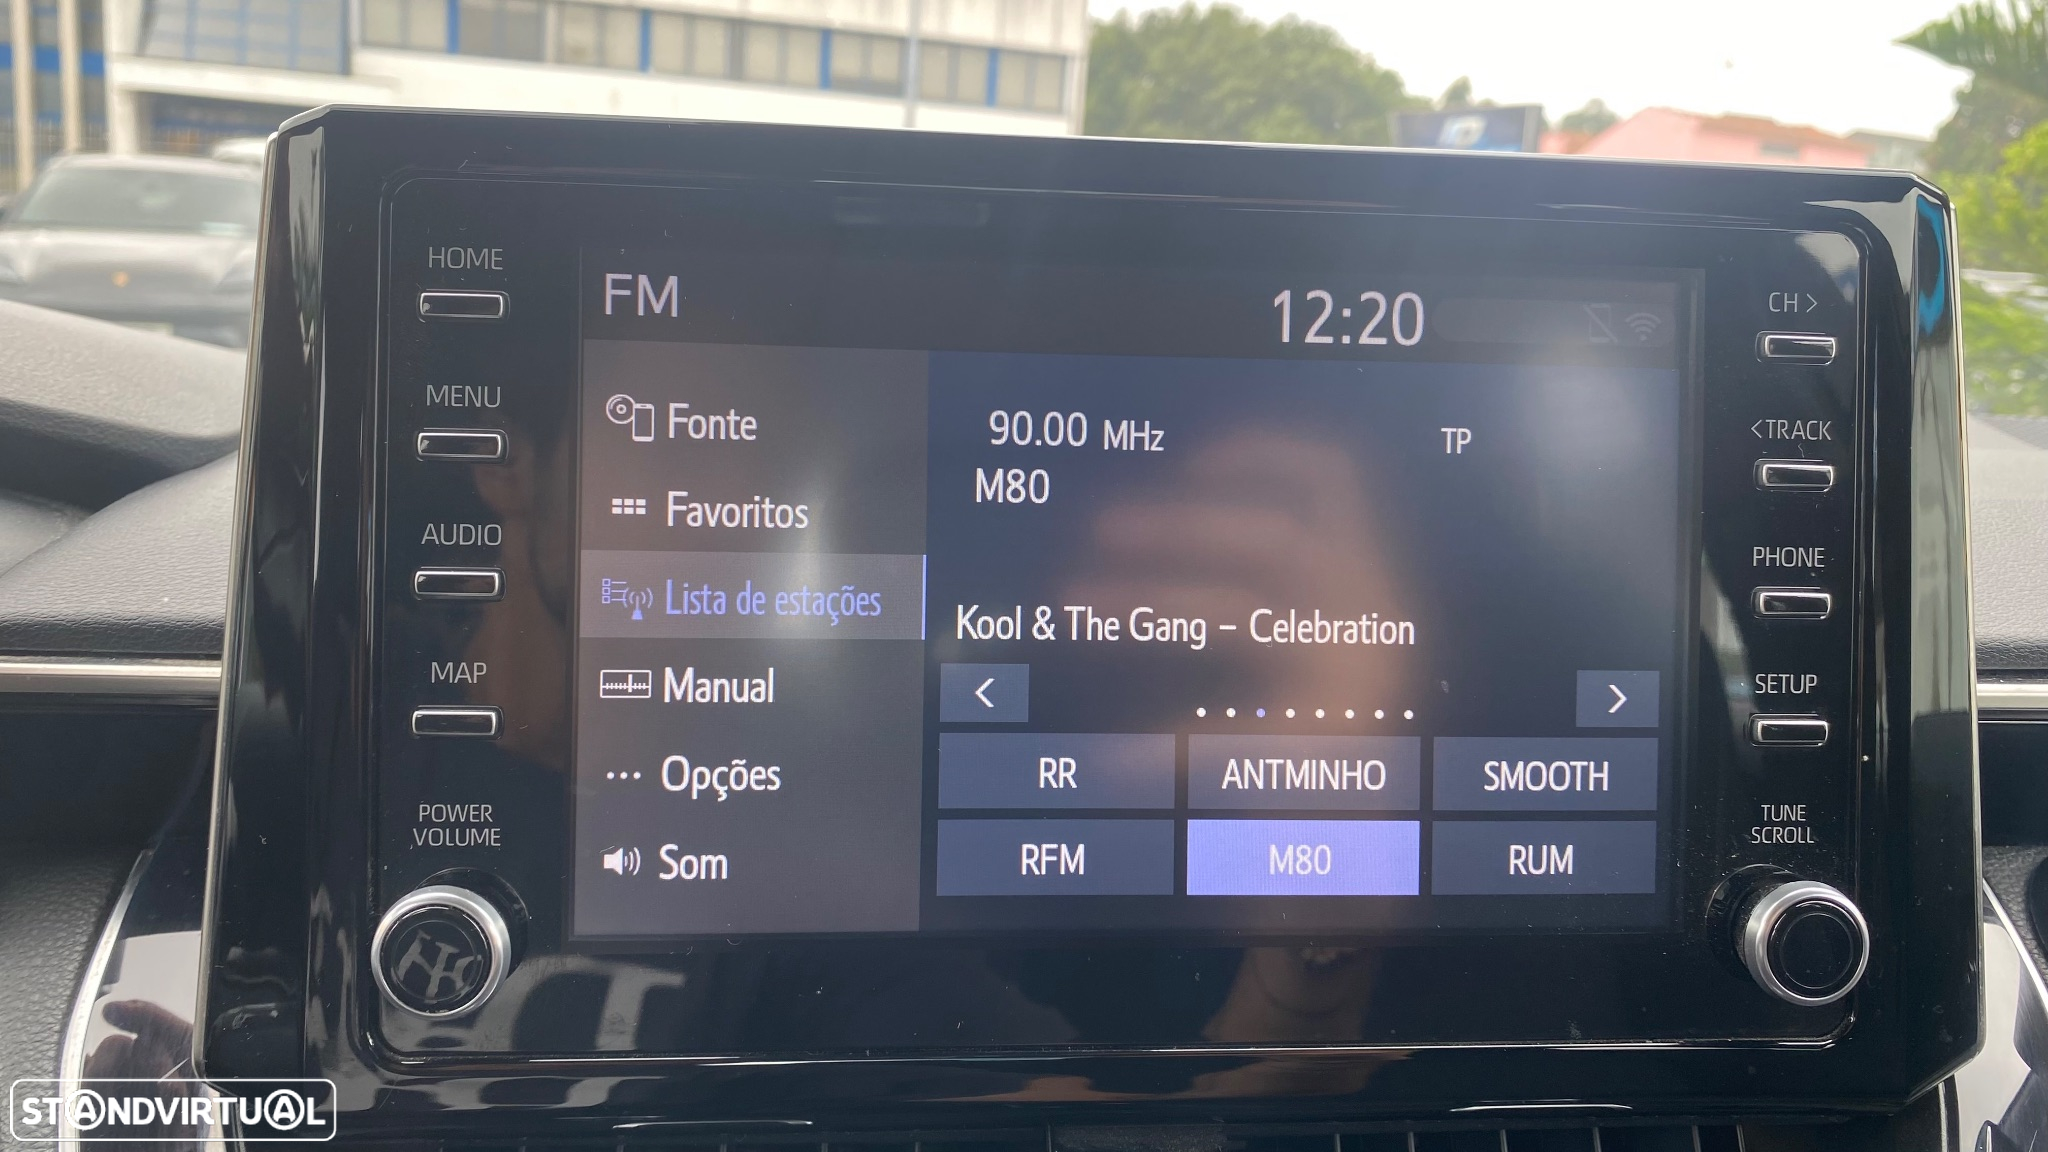 HOME
MENU
AUDIO
MAP
POWER
VOLUME
FM
12:20
Fonte
Favoritos
Lista de estações
Manual
Opções
Som
90.00 MHz
TP
M80
Kool & The Gang – Celebration
<
>
RR
ANTMINHO
SMOOTH
RFM
M80
RUM
CH >
<TRACK
PHONE
SETUP
TUNE
SCROLL
STANDVIRTUAL